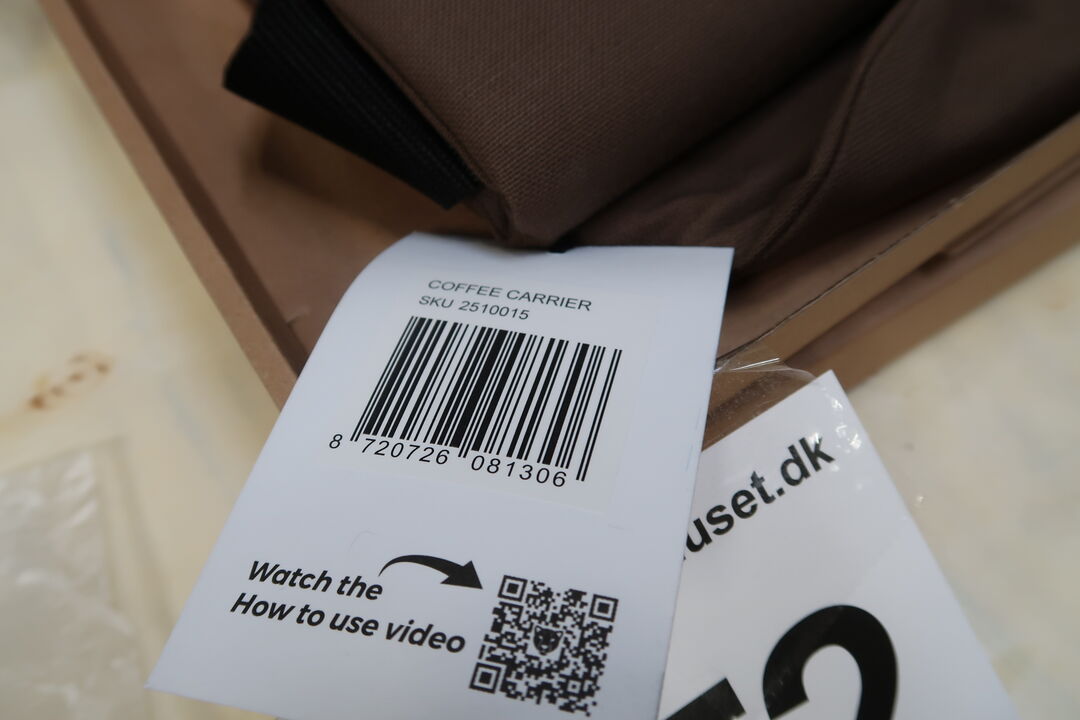 COFFEE CARRIER
SKU 2510015
8 720726 081306
Watch the
How to use video
uset.dk